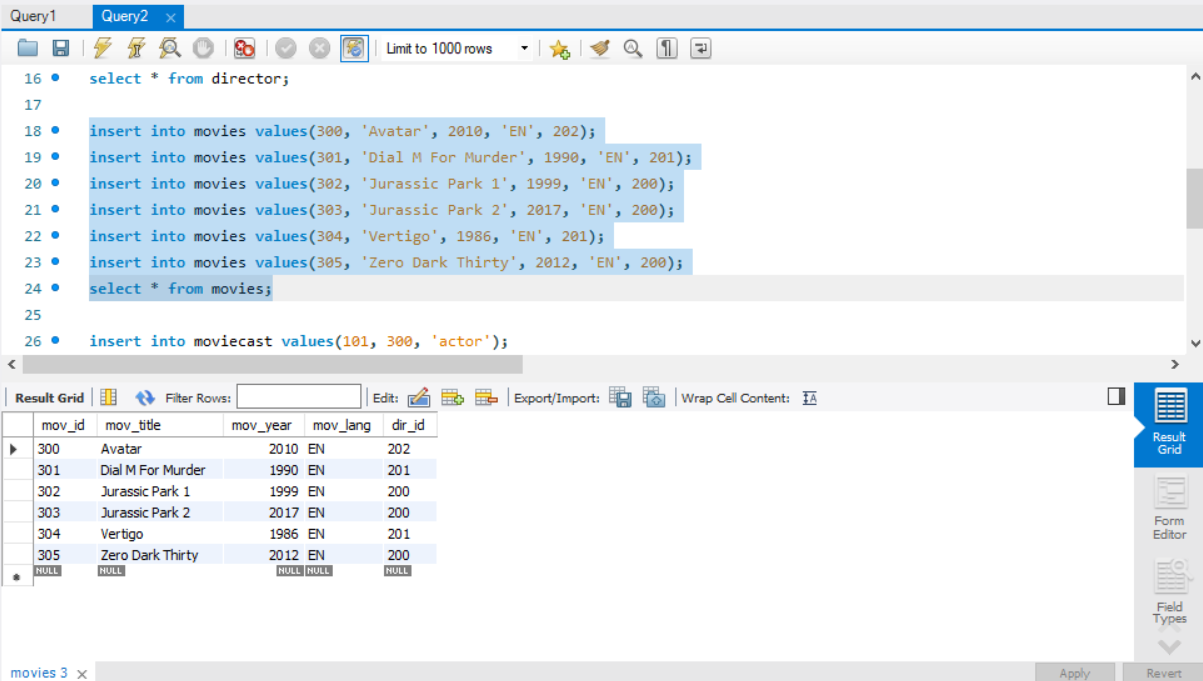 Query1 Query2
Limit to 1000 rows
16 select * from director;
17
18 insert into movies values(300, 'Avatar', 2010, 'EN', 202);
19 insert into movies values(301, 'Dial M For Murder', 1990, 'EN', 201);
20 insert into movies values(302, 'Jurassic Park 1', 1999, 'EN', 200);
21 insert into movies values(303, 'Jurassic Park 2', 2017, 'EN', 200);
22 insert into movies values(304, 'Vertigo', 1986, 'EN', 201);
23 insert into movies values(305, 'Zero Dark Thirty', 2012, 'EN', 200);
24 select * from movies;
25
26 insert into moviecast values(101, 300, 'actor');
Result Grid Filter Rows: Edit: Export/Import: Wrap Cell Content:
mov_id mov_title mov_year mov_lang dir_id
300 Avatar 2010 EN 202
301 Dial M For Murder 1990 EN 201
302 Jurassic Park 1 1999 EN 200
303 Jurassic Park 2 2017 EN 200
304 Vertigo 1986 EN 201
305 Zero Dark Thirty 2012 EN 200
NULL NULL NULL NULL NULL
Result
Grid
Form
Editor
Field
Types
movies 3 Apply Revert